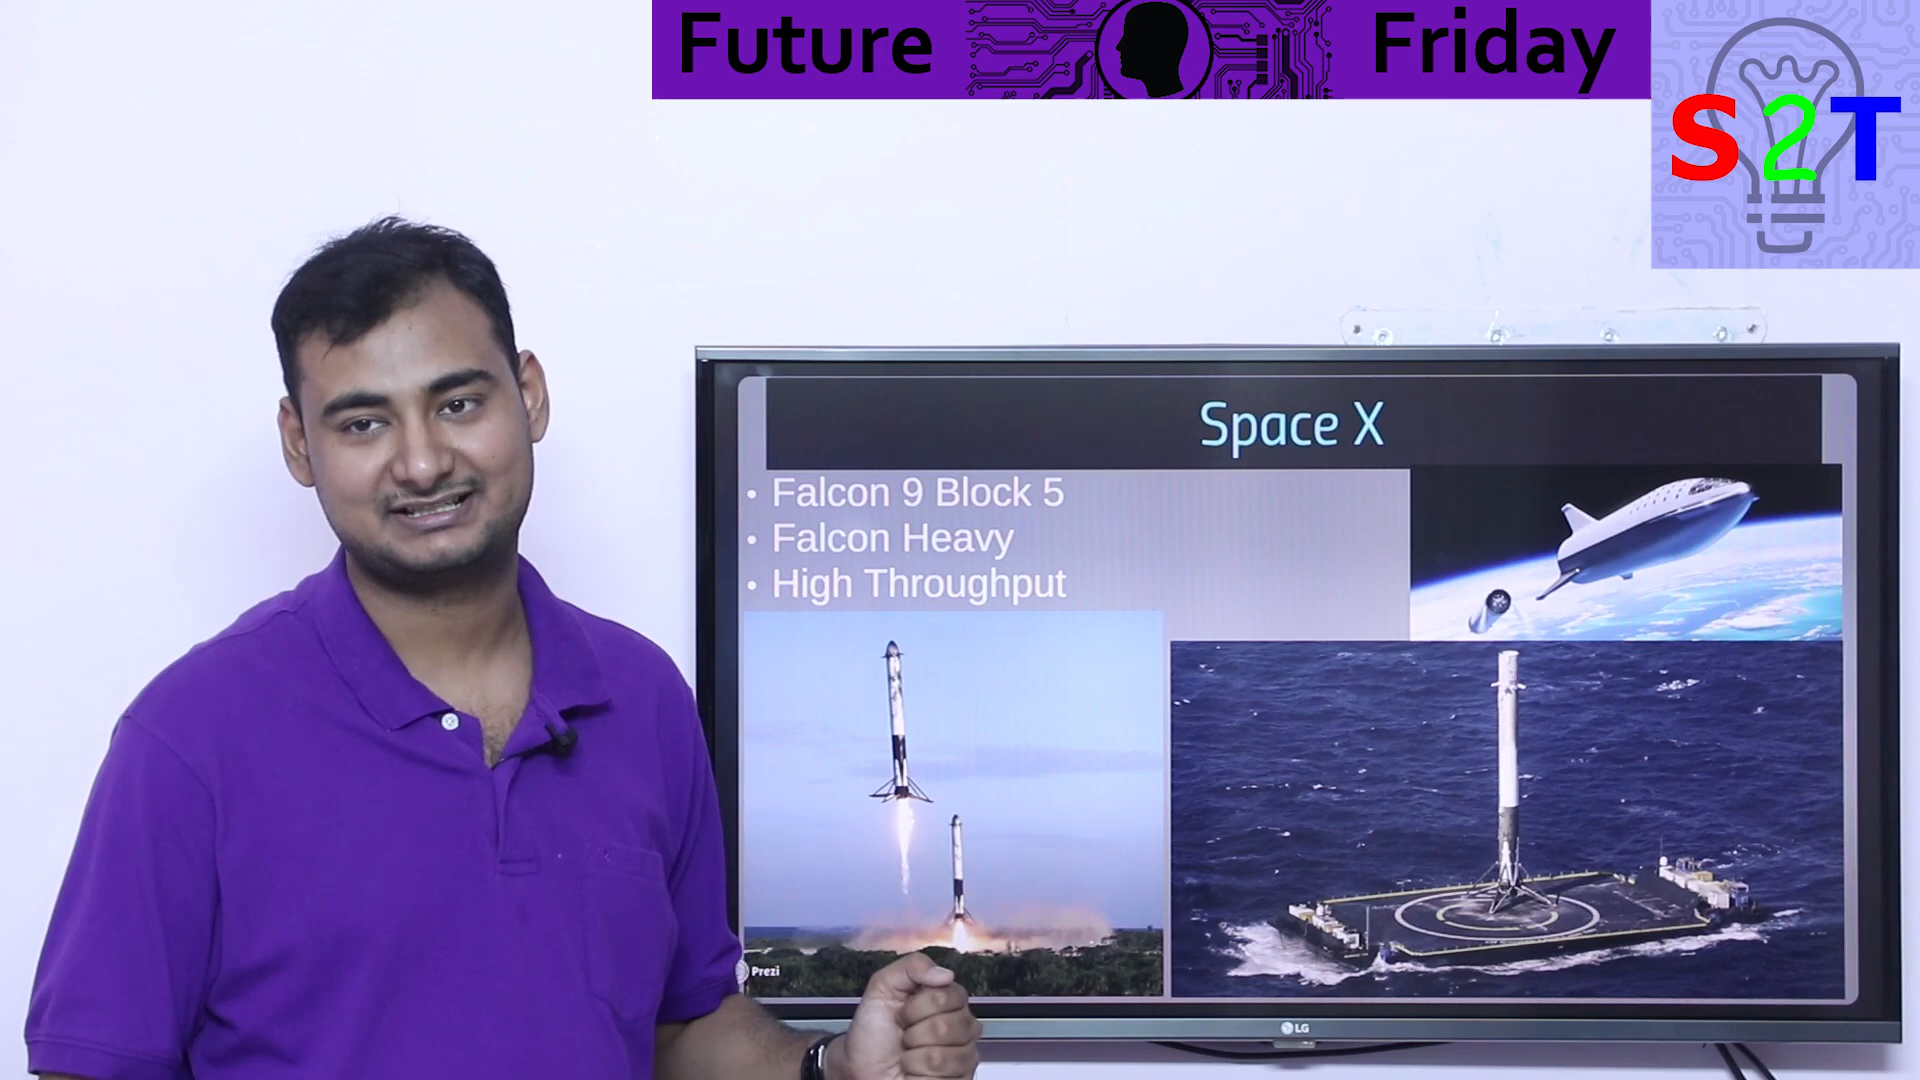 Future Friday
S2T
Space X
• Falcon 9 Block 5
• Falcon Heavy
• High Throughput
Prezi
LG